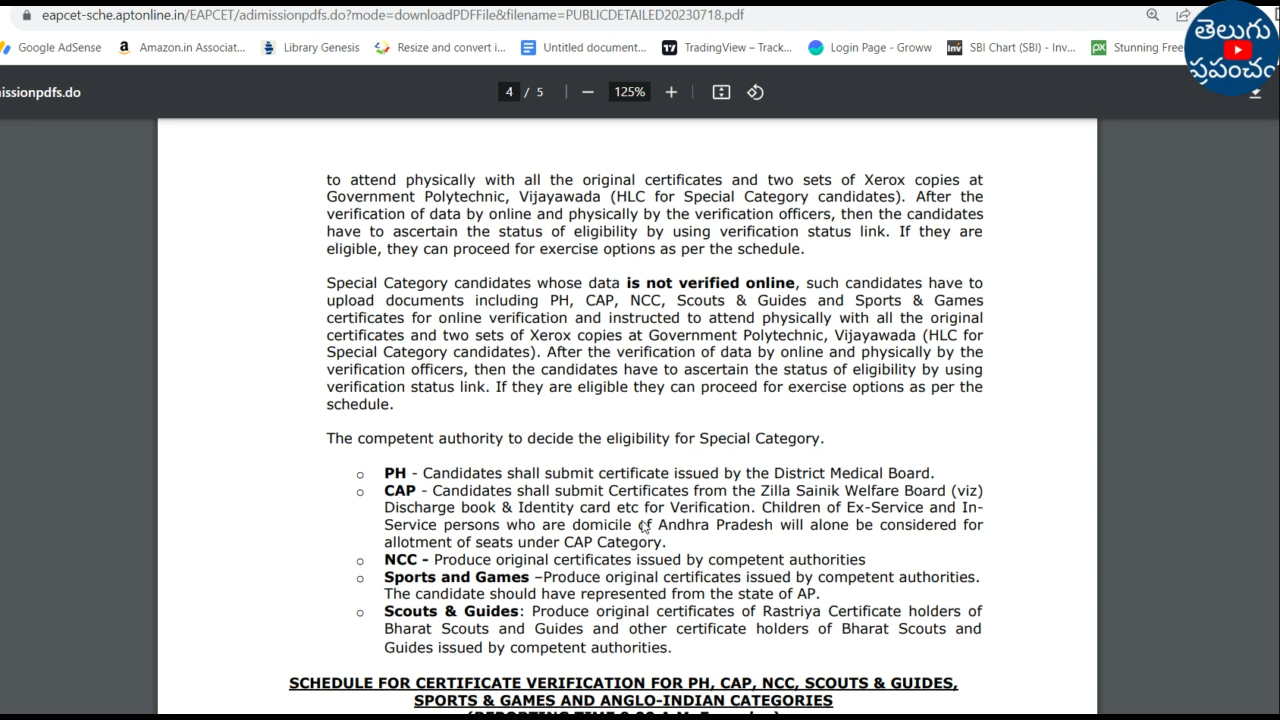 eapcet-sche.aptonline.in/EAPCET/adimissionpdfs.do?mode=downloadPDFFile&filename=PUBLICDETAILED20230718.pdf
Google AdSense Amazon.in Associat... Library Genesis Resize and convert i... Untitled document... TradingView – Track... Login Page - Groww SBI Chart (SBI) - Inv... Stunning Free
తెలుగు
ప్రపంచం
issionpdfs.do 4 / 5 125%
to attend physically with all the original certificates and two sets of Xerox copies at
Government Polytechnic, Vijayawada (HLC for Special Category candidates). After the
verification of data by online and physically by the verification officers, then the candidates
have to ascertain the status of eligibility by using verification status link. If they are
eligible, they can proceed for exercise options as per the schedule.
Special Category candidates whose data is not verified online, such candidates have to
upload documents including PH, CAP, NCC, Scouts & Guides and Sports & Games
certificates for online verification and instructed to attend physically with all the original
certificates and two sets of Xerox copies at Government Polytechnic, Vijayawada (HLC for
Special Category candidates). After the verification of data by online and physically by the
verification officers, then the candidates have to ascertain the status of eligibility by using
verification status link. If they are eligible they can proceed for exercise options as per the
schedule.
The competent authority to decide the eligibility for Special Category.
o PH - Candidates shall submit certificate issued by the District Medical Board.
o CAP - Candidates shall submit Certificates from the Zilla Sainik Welfare Board (viz)
Discharge book & Identity card etc for Verification. Children of Ex-Service and In-
Service persons who are domicile of Andhra Pradesh will alone be considered for
allotment of seats under CAP Category.
o NCC - Produce original certificates issued by competent authorities
o Sports and Games –Produce original certificates issued by competent authorities.
The candidate should have represented from the state of AP.
o Scouts & Guides: Produce original certificates of Rastriya Certificate holders of
Bharat Scouts and Guides and other certificate holders of Bharat Scouts and
Guides issued by competent authorities.
SCHEDULE FOR CERTIFICATE VERIFICATION FOR PH, CAP, NCC, SCOUTS & GUIDES,
SPORTS & GAMES AND ANGLO-INDIAN CATEGORIES
(REPORTING TIME 9.00 A.M.